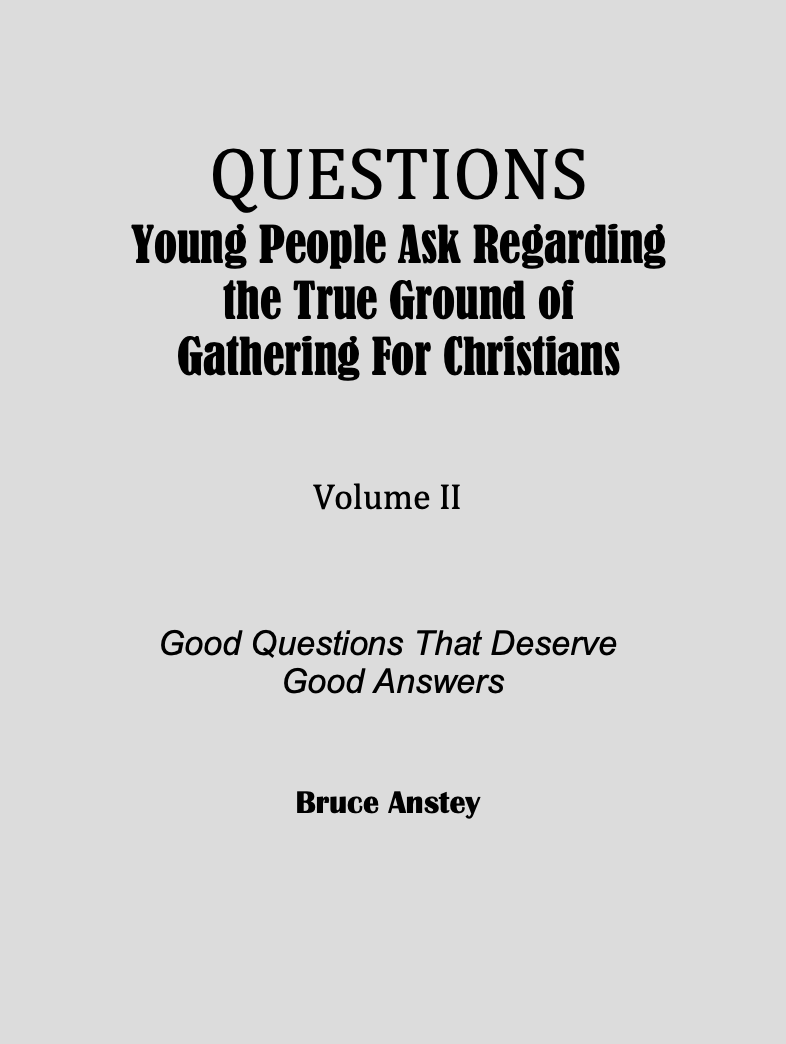 QUESTIONS
Young People Ask Regarding
the True Ground of
Gathering For Christians
Volume II
Good Questions That Deserve
Good Answers
Bruce Anstey